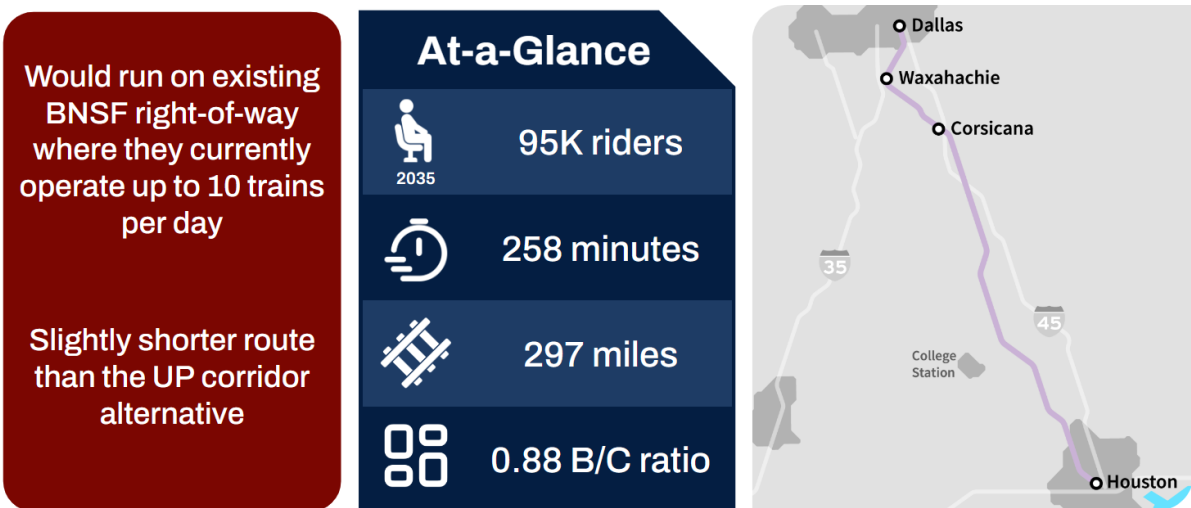 Would run on existing
BNSF right-of-way
where they currently
operate up to 10 trains
per day
Slightly shorter route
than the UP corridor
alternative
At-a-Glance
95K riders
2035
258 minutes
297 miles
0.88 B/C ratio
Dallas
Waxahachie
Corsicana
35
45
College
Station
Houston